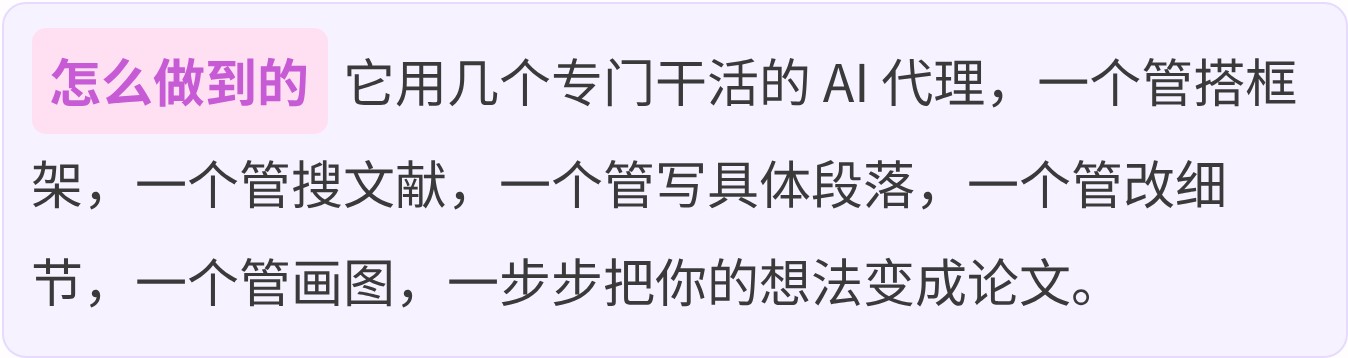 怎么做到的 它用几个专门干活的 AI 代理，一个管搭框
架，一个管搜文献，一个管写具体段落，一个管改细
节，一个管画图，一步步把你的想法变成论文。